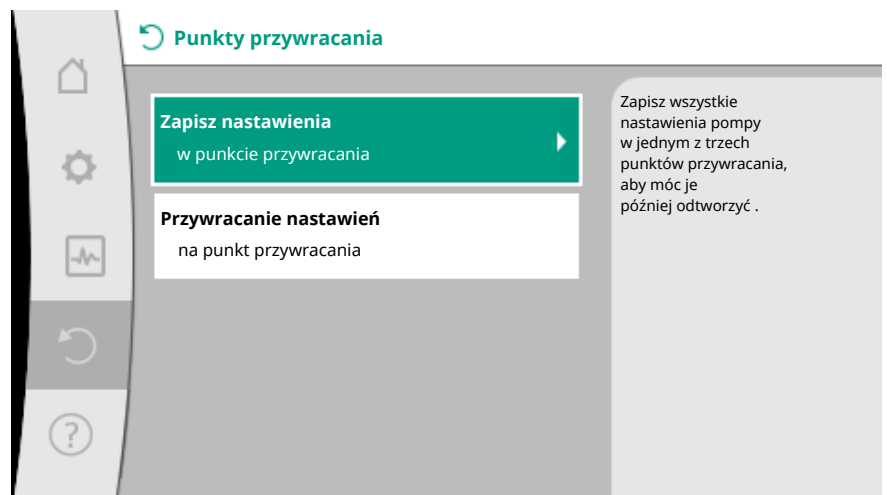 Punkty przywracania
Zapisz nastawienia
w punkcie przywracania
Przywracanie nastawień
na punkt przywracania
Zapisz wszystkie
nastawienia pompy
w jednym z trzech
punktów przywracania,
aby móc je
później odtworzyć .
?